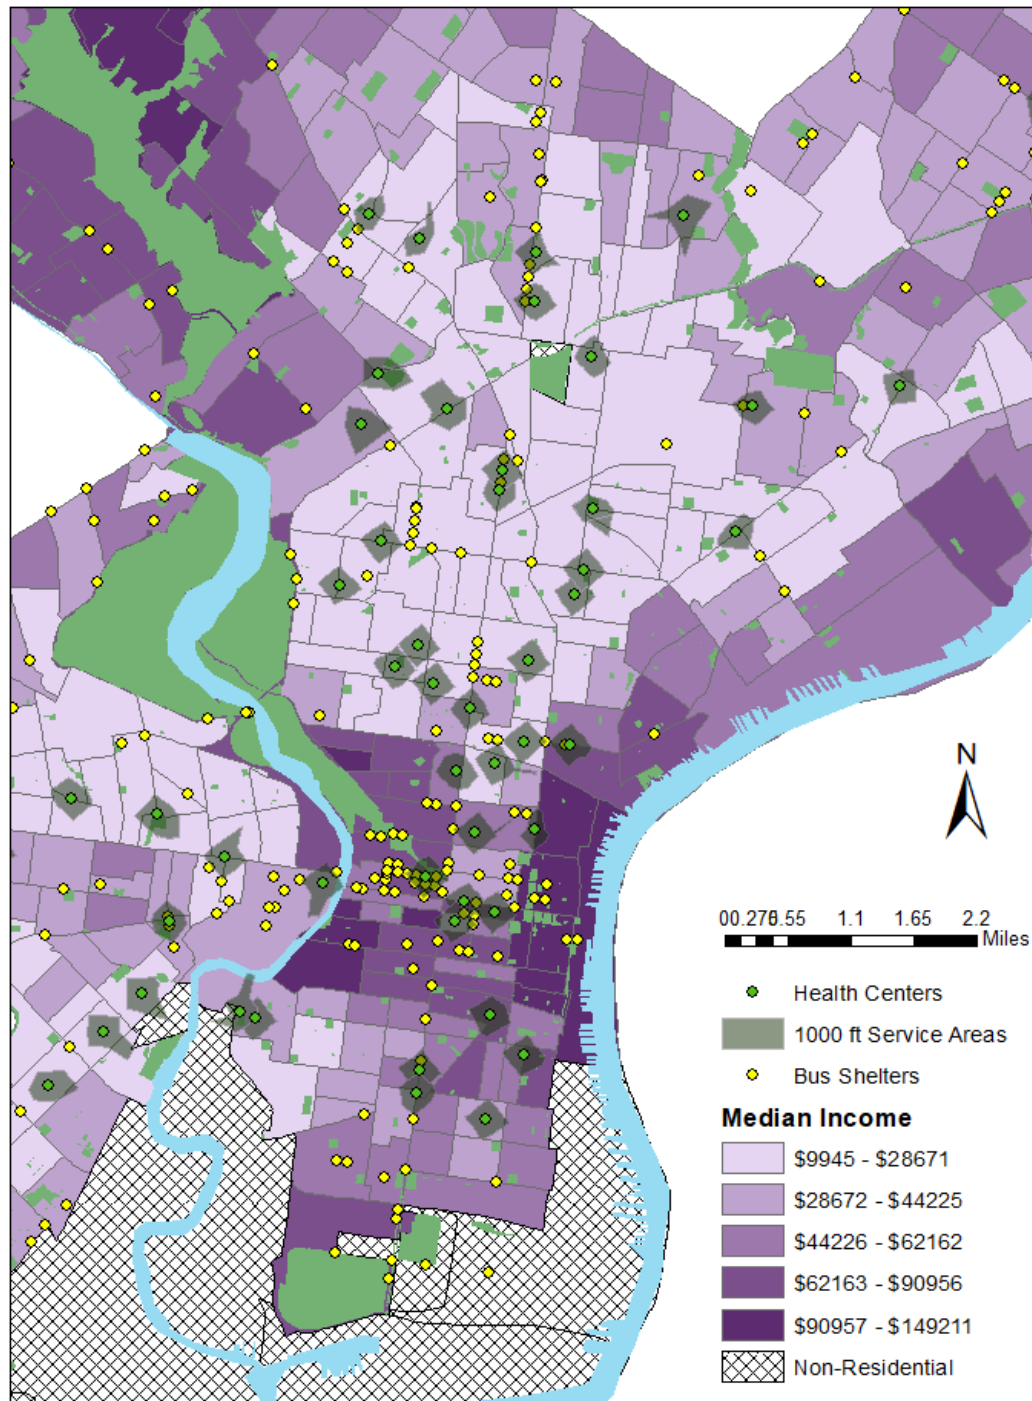 N
00.2750.55 1.1 1.65 2.2
Miles
Health Centers
1000 ft Service Areas
Bus Shelters
Median Income
$9945 - $28671
$28672 - $44225
$44226 - $62162
$62163 - $90956
$90957 - $149211
Non-Residential